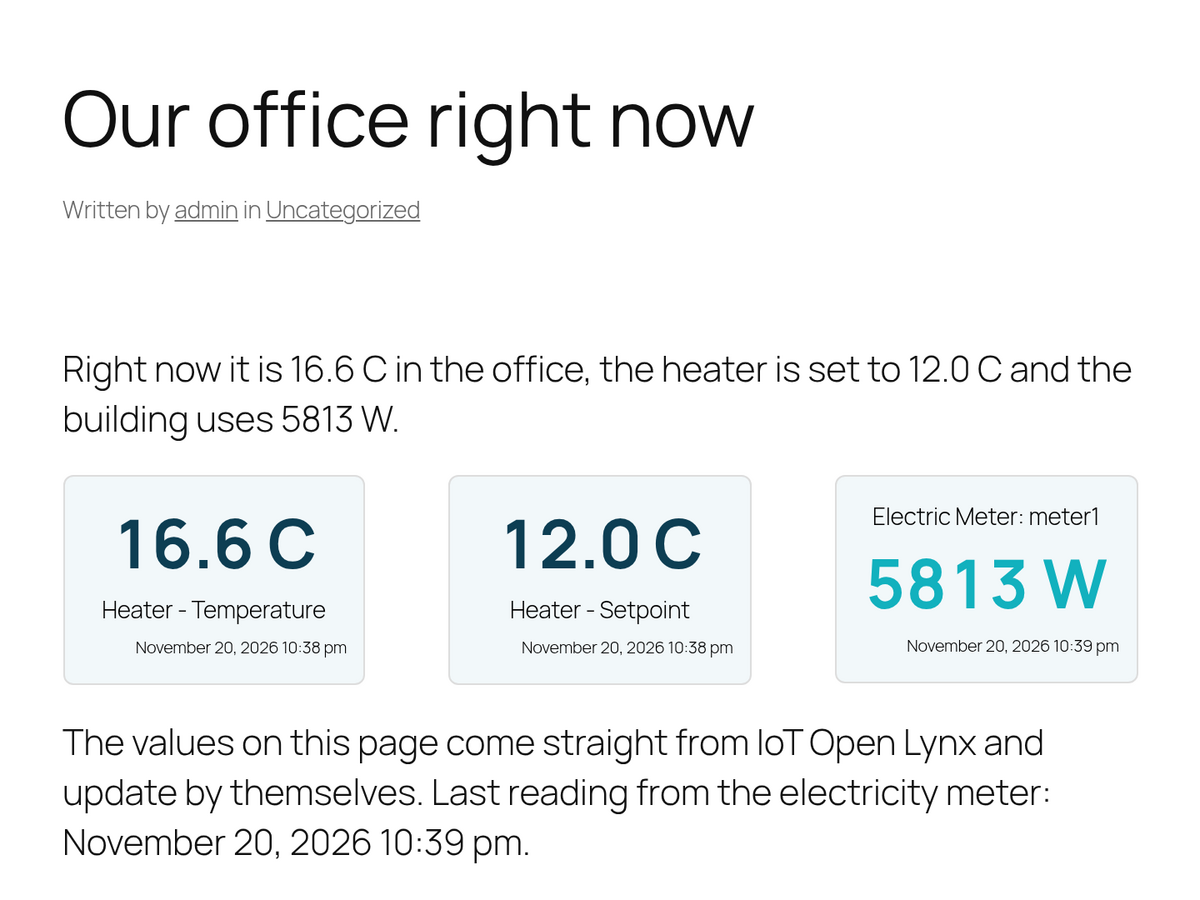 Our office right now
Written by admin in Uncategorized
Right now it is 16.6 C in the office, the heater is set to 12.0 C and the
building uses 5813 W.
16.6 C
Heater - Temperature
November 20, 2026 10:38 pm
12.0 C
Heater - Setpoint
November 20, 2026 10:38 pm
Electric Meter: meter1
5813 W
November 20, 2026 10:39 pm
The values on this page come straight from IoT Open Lynx and
update by themselves. Last reading from the electricity meter:
November 20, 2026 10:39 pm.